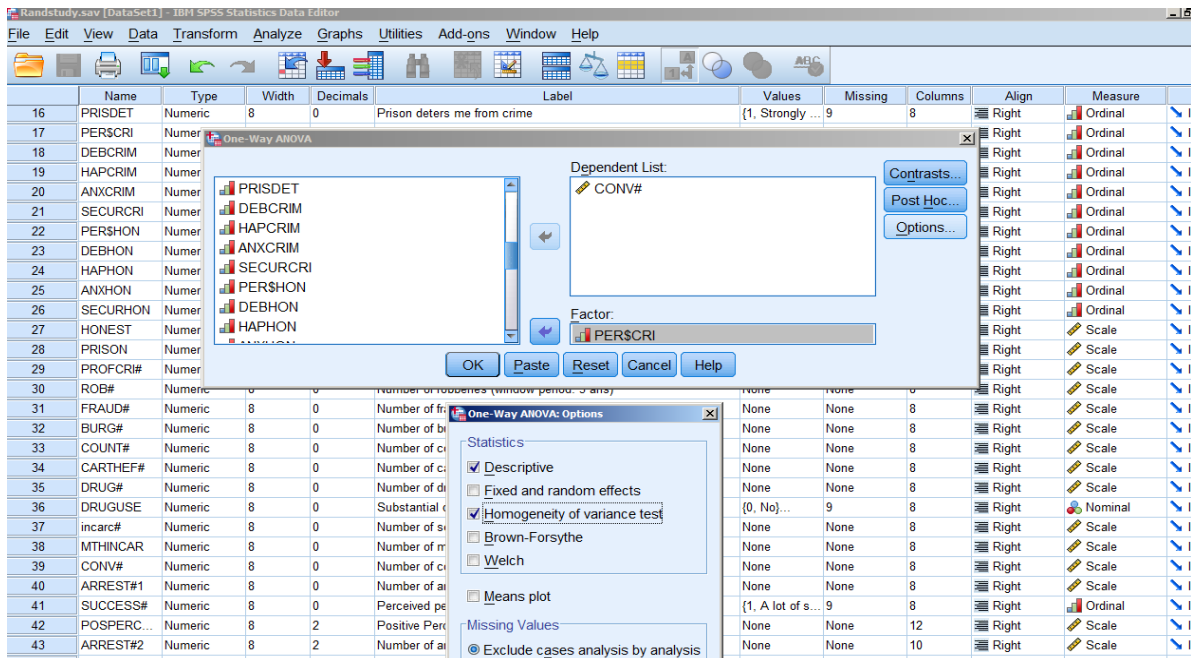 Randstudy.sav [DataSet1] - IBM SPSS Statistics Data Editor
File Edit View Data Transform Analyze Graphs Utilities Add-ons Window Help
Name Type Width Decimals Label Values Missing Columns Align Measure
16 PRISDET Numeric 8 0 Prison deters me from crime {1, Strongly ... 9 8 Right Ordinal
17 PER$CRI Numer Right Ordinal
18 DEBCRIM Numer Right Ordinal
19 HAPCRIM Numer Right Ordinal
20 ANXCRIM Numer Right Ordinal
21 SECURCRI Numer Right Ordinal
22 PER$HON Numer Right Ordinal
23 DEBHON Numer Right Ordinal
24 HAPHON Numer Right Ordinal
25 ANXHON Numer Right Ordinal
26 SECURHON Numer Right Ordinal
27 HONEST Numer Right Scale
28 PRISON Numer Right Scale
29 PROFCRI# Numer Right Scale
30 ROB# Numeric 8 0 Number of robberies (window period: 3 ans) None None 8 Right Scale
31 FRAUD# Numeric 8 0 Number of fr None None 8 Right Scale
32 BURG# Numeric 8 0 Number of b None None 8 Right Scale
33 COUNT# Numeric 8 0 Number of c None None 8 Right Scale
34 CARTHEF# Numeric 8 0 Number of c None None 8 Right Scale
35 DRUG# Numeric 8 0 Number of d None None 8 Right Scale
36 DRUGUSE Numeric 8 0 Substantial {0, No}... 9 8 Right Nominal
37 incarc# Numeric 8 0 Number of s None None 8 Right Scale
38 MTHINCAR Numeric 8 0 Number of m None None 8 Right Scale
39 CONV# Numeric 8 0 Number of c None None 8 Right Scale
40 ARREST#1 Numeric 8 0 Number of a None None 8 Right Scale
41 SUCCESS# Numeric 8 0 Perceived pe {1, A lot of s... 9 8 Right Ordinal
42 POSPERC... Numeric 8 2 Positive Perc None None 12 Right Scale
43 ARREST#2 Numeric 8 2 Number of a None None 10 Right Scale
One-Way ANOVA
PRISDET
DEBCRIM
HAPCRIM
ANXCRIM
SECURCRI
PER$HON
DEBHON
HAPHON
Dependent List:
CONV#
Factor:
PER$CRI
Contrasts...
Post Hoc...
Options...
OK Paste Reset Cancel Help
One-Way ANOVA: Options
Statistics
Descriptive
Fixed and random effects
Homogeneity of variance test
Brown-Forsythe
Welch
Means plot
Missing Values
Exclude cases analysis by analysis